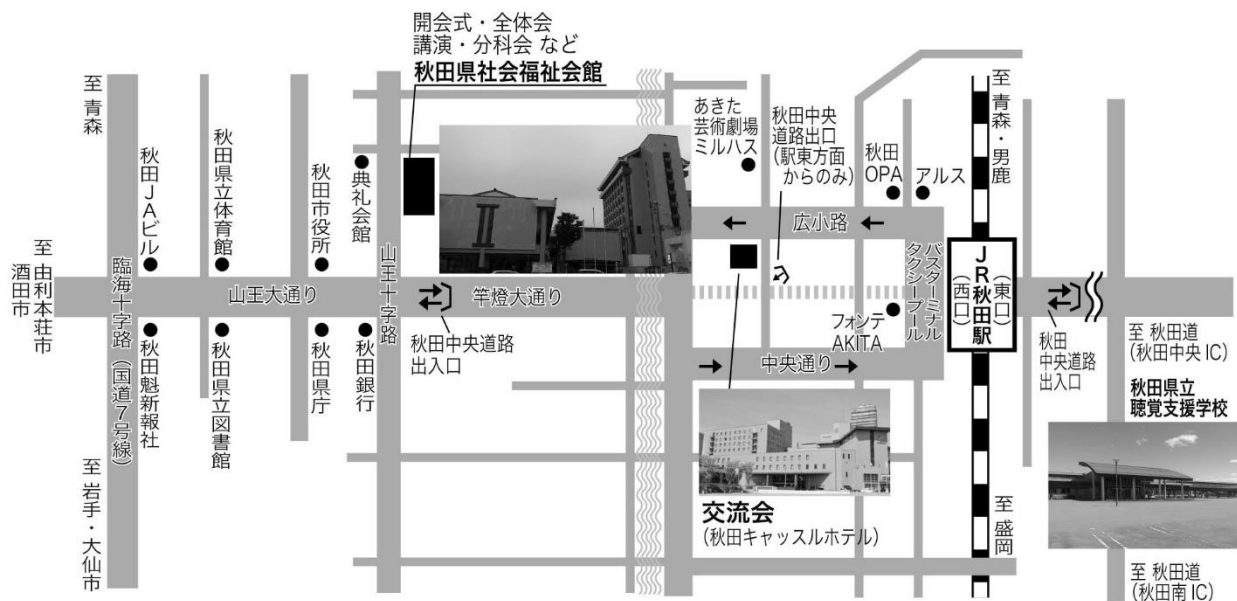 開会式・全体会
講演・分科会 など
秋田県社会福祉会館
至 青森
秋田JAビル
秋田県立体育館
秋田市役所
典礼会館
至 由利本荘市
酒田市
臨海十字路(国道7号線)
山王大通り
山王十字路
竿燈大通り
秋田中央道路
出入口
秋田魁新報社
秋田県立図書館
秋田県庁
秋田銀行
至 岩手・大仙市
あきた
芸術劇場
ミルハス
秋田中央
道路出口
(駅東方面
からのみ)
秋田
OPA
アルス
広小路
バスターミナル
タクシープール
フォンテ
AKITA
中央通り
交流会
(秋田キャッスルホテル)
至 青森・男鹿
JR秋田駅
(東口)
(西口)
至 盛岡
秋田
中央道路
出入口
至 秋田道
(秋田中央 IC)
秋田県立
聴覚支援学校
至 秋田道
(秋田南 IC)